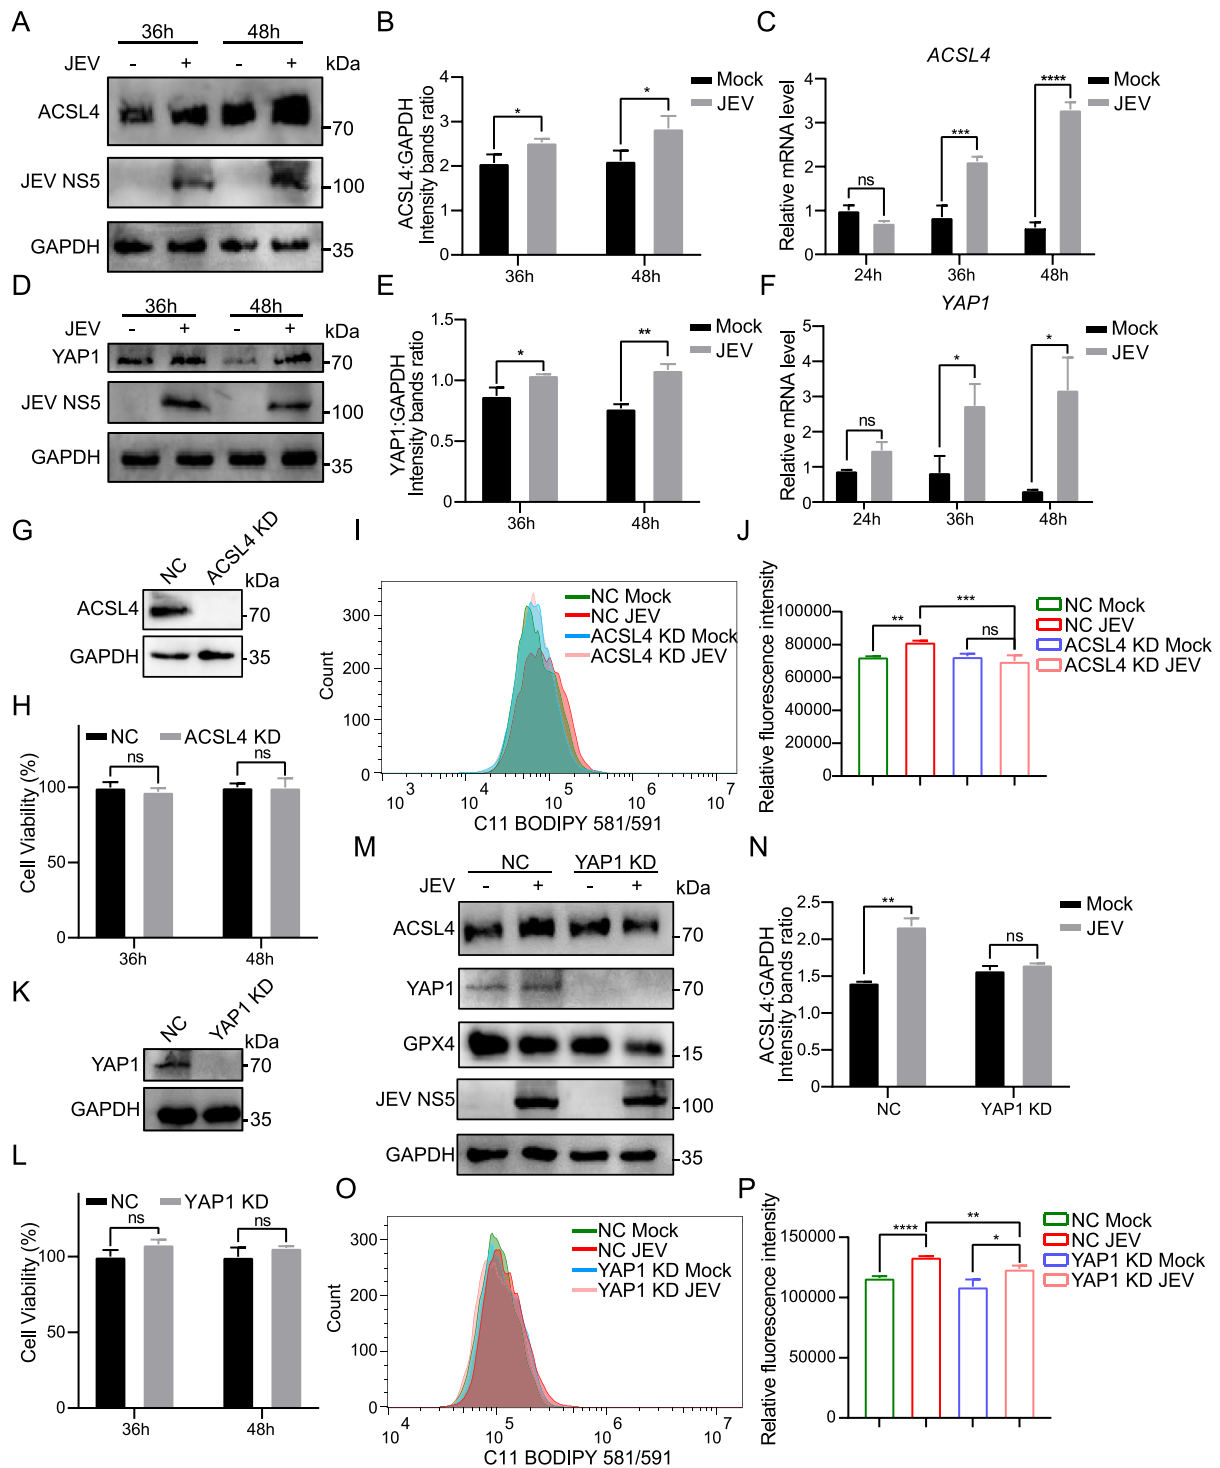 A
36h
48h
JEV
- + - +
kDa
ACSL4
70
JEV NS5
100
GAPDH
35
B
ACSL4:GAPDH
Intensity bands ratio
4
3
2
1
0
*
*
Mock
JEV
36h
48h
C
ACSL4
Relative mRNA level
4
3
2
1
0
ns
***
****
Mock
JEV
24h
36h
48h
D
36h
48h
JEV
- + - +
kDa
YAP1
70
JEV NS5
100
GAPDH
35
E
YAP1:GAPDH
Intensity bands ratio
1.5
1.0
0.5
0
*
**
Mock
JEV
36h
48h
F
YAP1
Relative mRNA level
5
4
3
2
1
0
ns
*
*
Mock
JEV
24h
36h
48h
G
NC
ACSL4 KD
kDa
ACSL4
70
GAPDH
35
H
NC
ACSL4 KD
Cell Viability (%)
100
50
0
ns
ns
36h
48h
I
Count
300
200
100
0
NC Mock
NC JEV
ACSL4 KD Mock
ACSL4 KD JEV
10³ 10⁴ 10⁵ 10⁶ 10⁷
C11 BODIPY 581/591
J
Relative fluorescence intensity
100000
80000
60000
40000
20000
0
**
***
ns
NC Mock
NC JEV
ACSL4 KD Mock
ACSL4 KD JEV
K
NC
YAP1 KD
kDa
YAP1
70
GAPDH
35
L
NC
YAP1 KD
Cell Viability (%)
100
50
0
ns
ns
36h
48h
M
NC
YAP1 KD
JEV
- + - +
kDa
ACSL4
70
YAP1
70
GPX4
15
JEV NS5
100
GAPDH
35
N
ACSL4:GAPDH
Intensity bands ratio
2.5
2.0
1.5
1.0
0.5
0
**
ns
Mock
JEV
NC
YAP1 KD
O
Count
300
200
100
0
NC Mock
NC JEV
YAP1 KD Mock
YAP1 KD JEV
10⁴ 10⁵ 10⁶ 10⁷
C11 BODIPY 581/591
P
Relative fluorescence intensity
150000
100000
50000
0
****
**
*
NC Mock
NC JEV
YAP1 KD Mock
YAP1 KD JEV